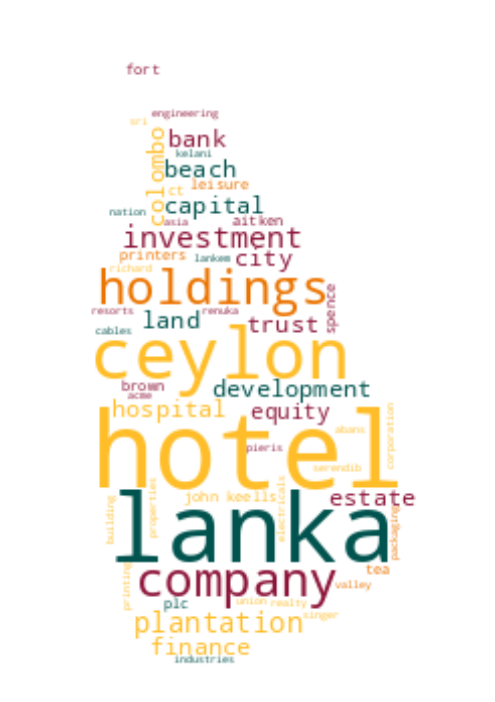 fort
engineering
sri
colombo
bank
kelani
beach
leisure
ct
capital
nation
asia
aitken
investment
printers
lankem
city
richard
holdings
spence
resorts
renuka
land
trust
cables
ceylon
brown
development
acme
hospital
equity
hotel
abans
corporation
pieris
serendib
john keells
estate
building
properties
electricals
lanka
packaging
company
tea
printing
valley
plc
union
realty
plantation
singer
finance
industries